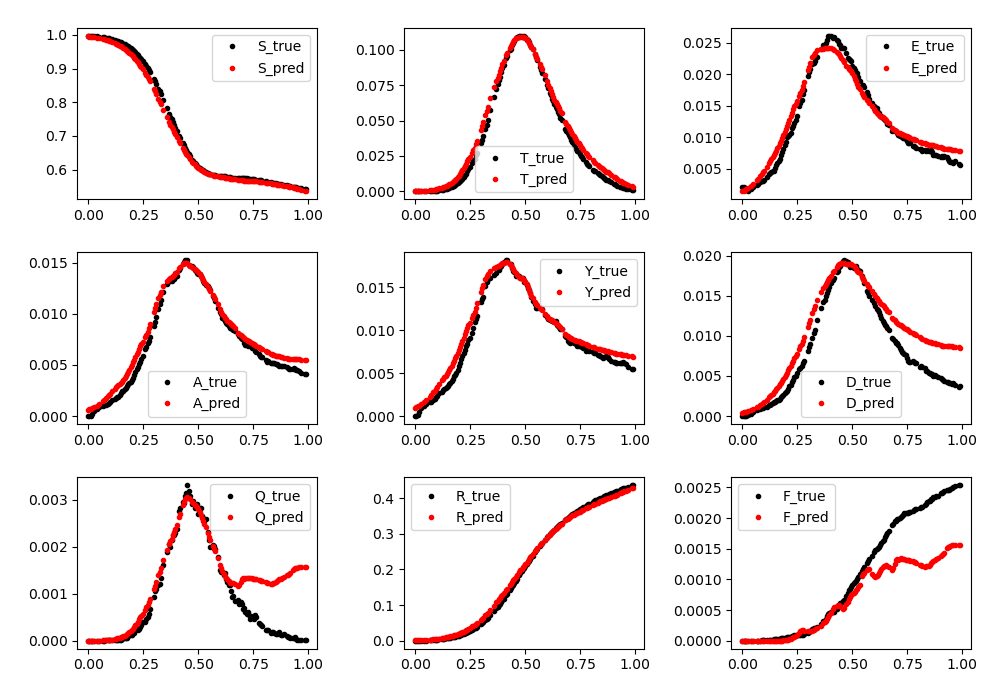 1.0
0.9
0.8
0.7
0.6
0.00 0.25 0.50 0.75 1.00
S_true
S_pred
0.100
0.075
0.050
0.025
0.000
0.00 0.25 0.50 0.75 1.00
T_true
T_pred
0.025
0.020
0.015
0.010
0.005
0.00 0.25 0.50 0.75 1.00
E_true
E_pred
0.015
0.010
0.005
0.000
0.00 0.25 0.50 0.75 1.00
A_true
A_pred
0.015
0.010
0.005
0.000
0.00 0.25 0.50 0.75 1.00
Y_true
Y_pred
0.020
0.015
0.010
0.005
0.000
0.00 0.25 0.50 0.75 1.00
D_true
D_pred
0.003
0.002
0.001
0.000
0.00 0.25 0.50 0.75 1.00
Q_true
Q_pred
0.4
0.3
0.2
0.1
0.0
0.00 0.25 0.50 0.75 1.00
R_true
R_pred
0.0025
0.0020
0.0015
0.0010
0.0005
0.0000
0.00 0.25 0.50 0.75 1.00
F_true
F_pred